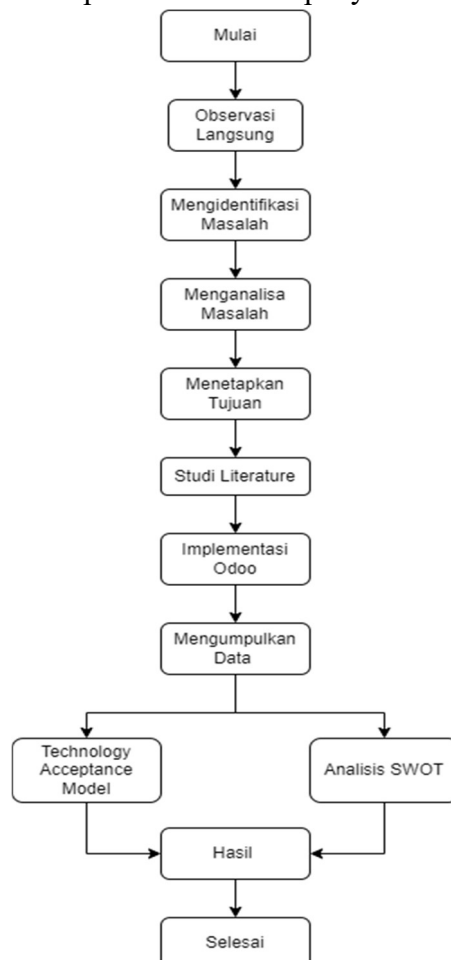 Mulai
Observasi
Langsung
Mengidentifikasi
Masalah
Menganalisa
Masalah
Menetapkan
Tujuan
Studi Literature
Implementasi
Odoo
Mengumpulkan
Data
Technology
Acceptance
Model
Analisis SWOT
Hasil
Selesai